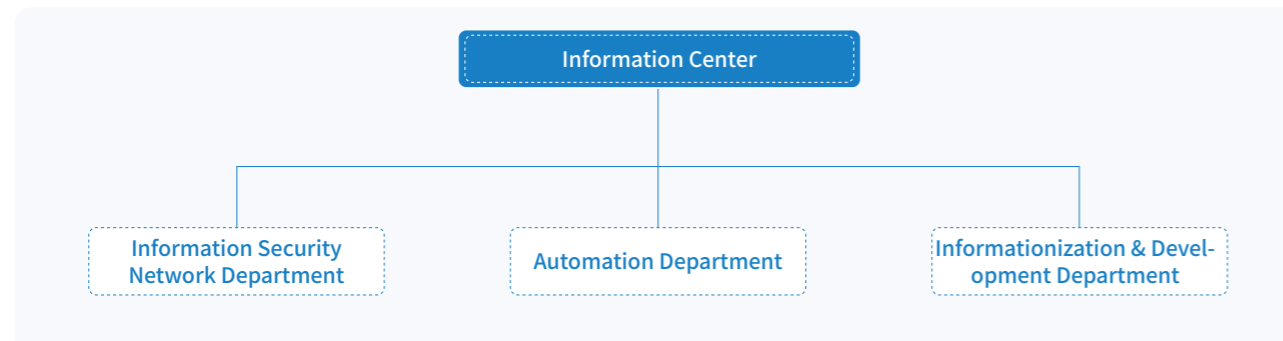 Information Center
Information Security
Network Department
Automation Department
Informationization & Devel-
opment Department